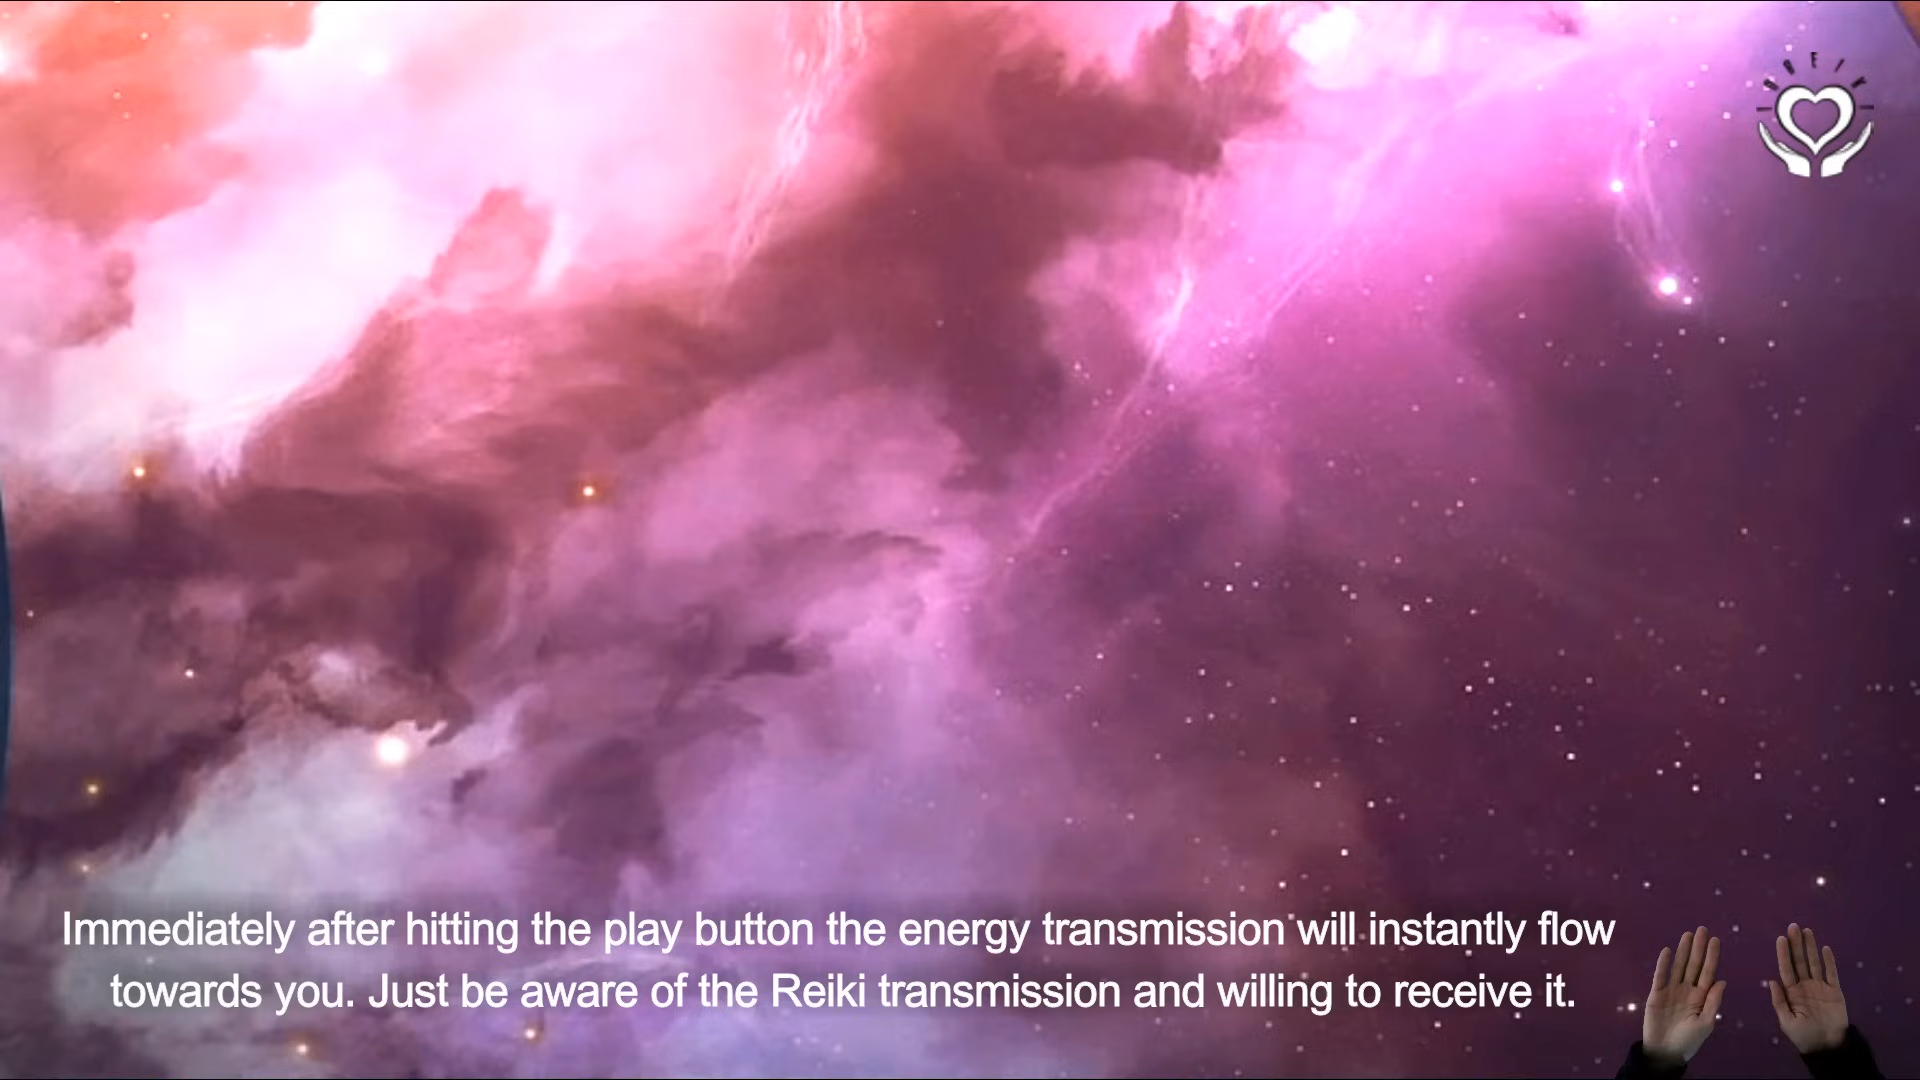 REIKI
Immediately after hitting the play button the energy transmission will instantly flow
towards you. Just be aware of the Reiki transmission and willing to receive it.